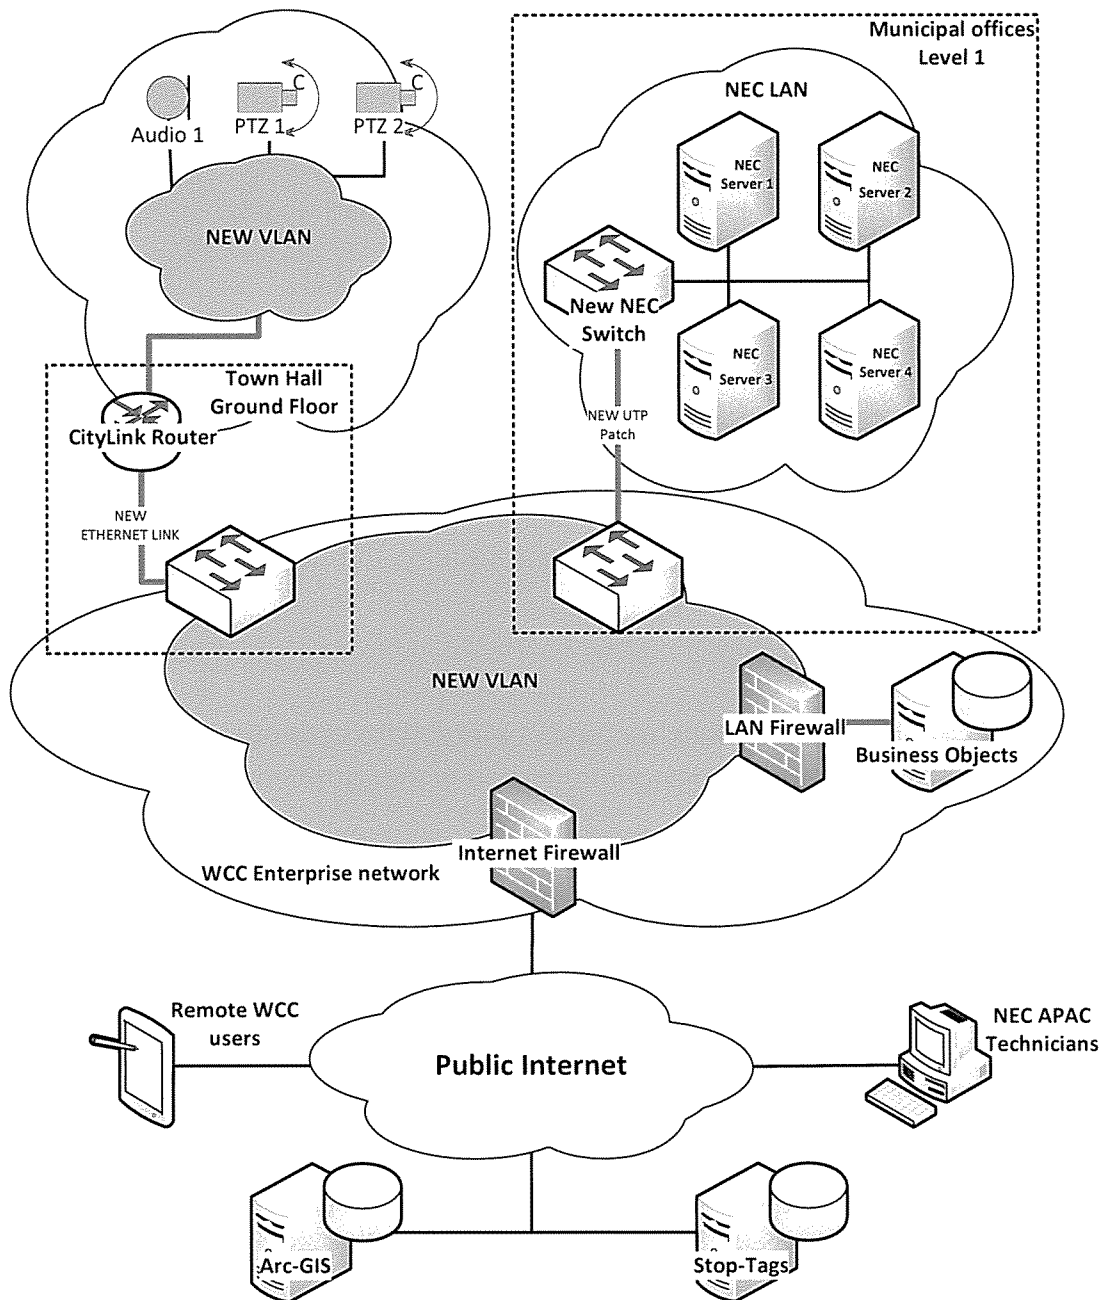 Municipal offices
Level 1
NEC LAN
C
C
Audio 1
PTZ 1
PTZ 2
NEW VLAN
NEC
Server 1
NEC
Server 2
New NEC
Switch
NEC
Server 3
NEC
Server 4
Town Hall
Ground Floor
CityLink Router
NEW UTP
Patch
NEW
ETHERNET LINK
NEW VLAN
LAN Firewall
Business Objects
Internet Firewall
WCC Enterprise network
Remote WCC
users
Public Internet
NEC APAC
Technicians
Arc-GIS
Stop-Tags